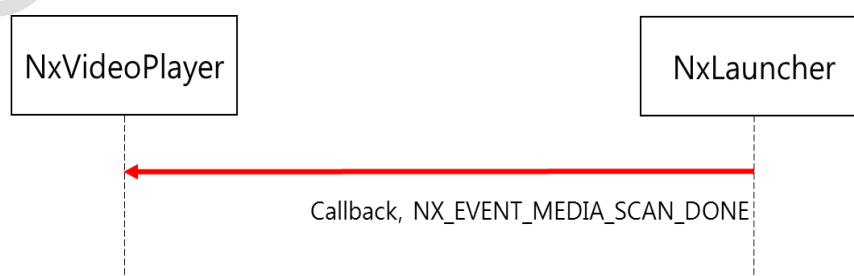 NxVideoPlayer
NxLauncher
Callback, NX_EVENT_MEDIA_SCAN_DONE